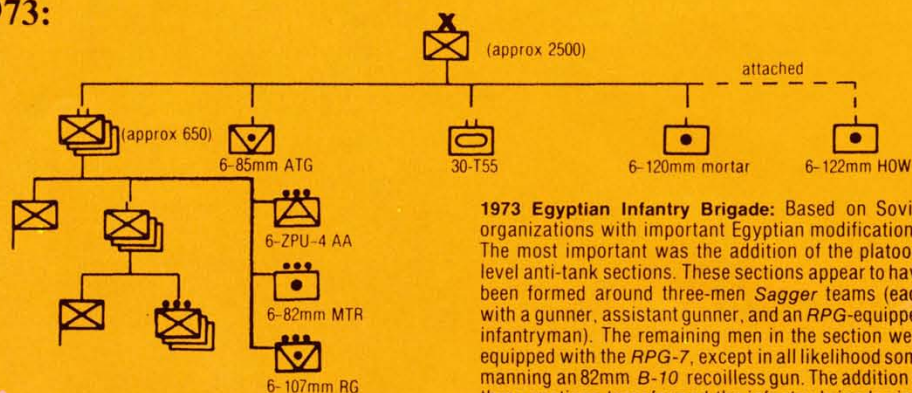 973:
X
(approx 2500)
attached
(approx 650)
6-85mm ATG
30-T55
6-120mm mortar
6-122mm HOW
6-ZPU-4 AA
6-82mm MTR
6-107mm RG
1973 Egyptian Infantry Brigade: Based on Sovi
organizations with important Egyptian modification
The most important was the addition of the platoo
level anti-tank sections. These sections appear to hav
been formed around three-men Sagger teams (eac
with a gunner, assistant gunner, and an RPG-equippe
infantryman). The remaining men in the section we
equipped with the RPG-7, except in all likelihood som
manning an 82mm B-10 recoilless gun. The addition